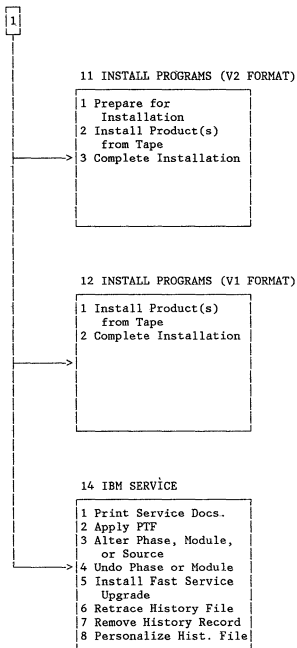 1
11 INSTALL PROGRAMS (V2 FORMAT)
1 Prepare for
Installation
2 Install Product(s)
from Tape
3 Complete Installation
12 INSTALL PROGRAMS (V1 FORMAT)
1 Install Product(s)
from Tape
2 Complete Installation
14 IBM SERVICE
1 Print Service Docs.
2 Apply PTF
3 Alter Phase, Module,
or Source
4 Undo Phase or Module
5 Install Fast Service
Upgrade
6 Retrace History File
7 Remove History Record
8 Personalize Hist. File